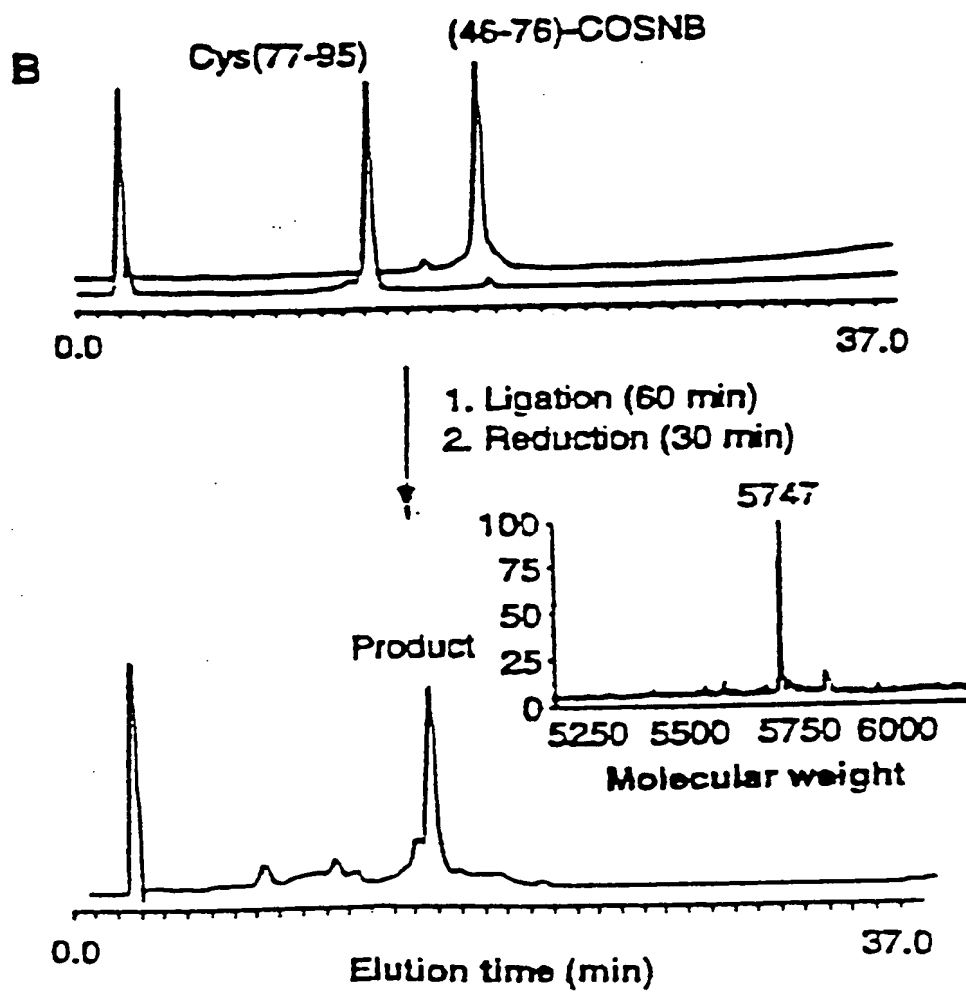 B
Cys(77-95)
(46-76)-COSNB
0.0
37.0
1. Ligation (60 min)
2. Reduction (30 min)
5747
100
75
50
25
0
5250 5500 5750 6000
Molecular weight
Product
0.0
37.0
Elution time (min)